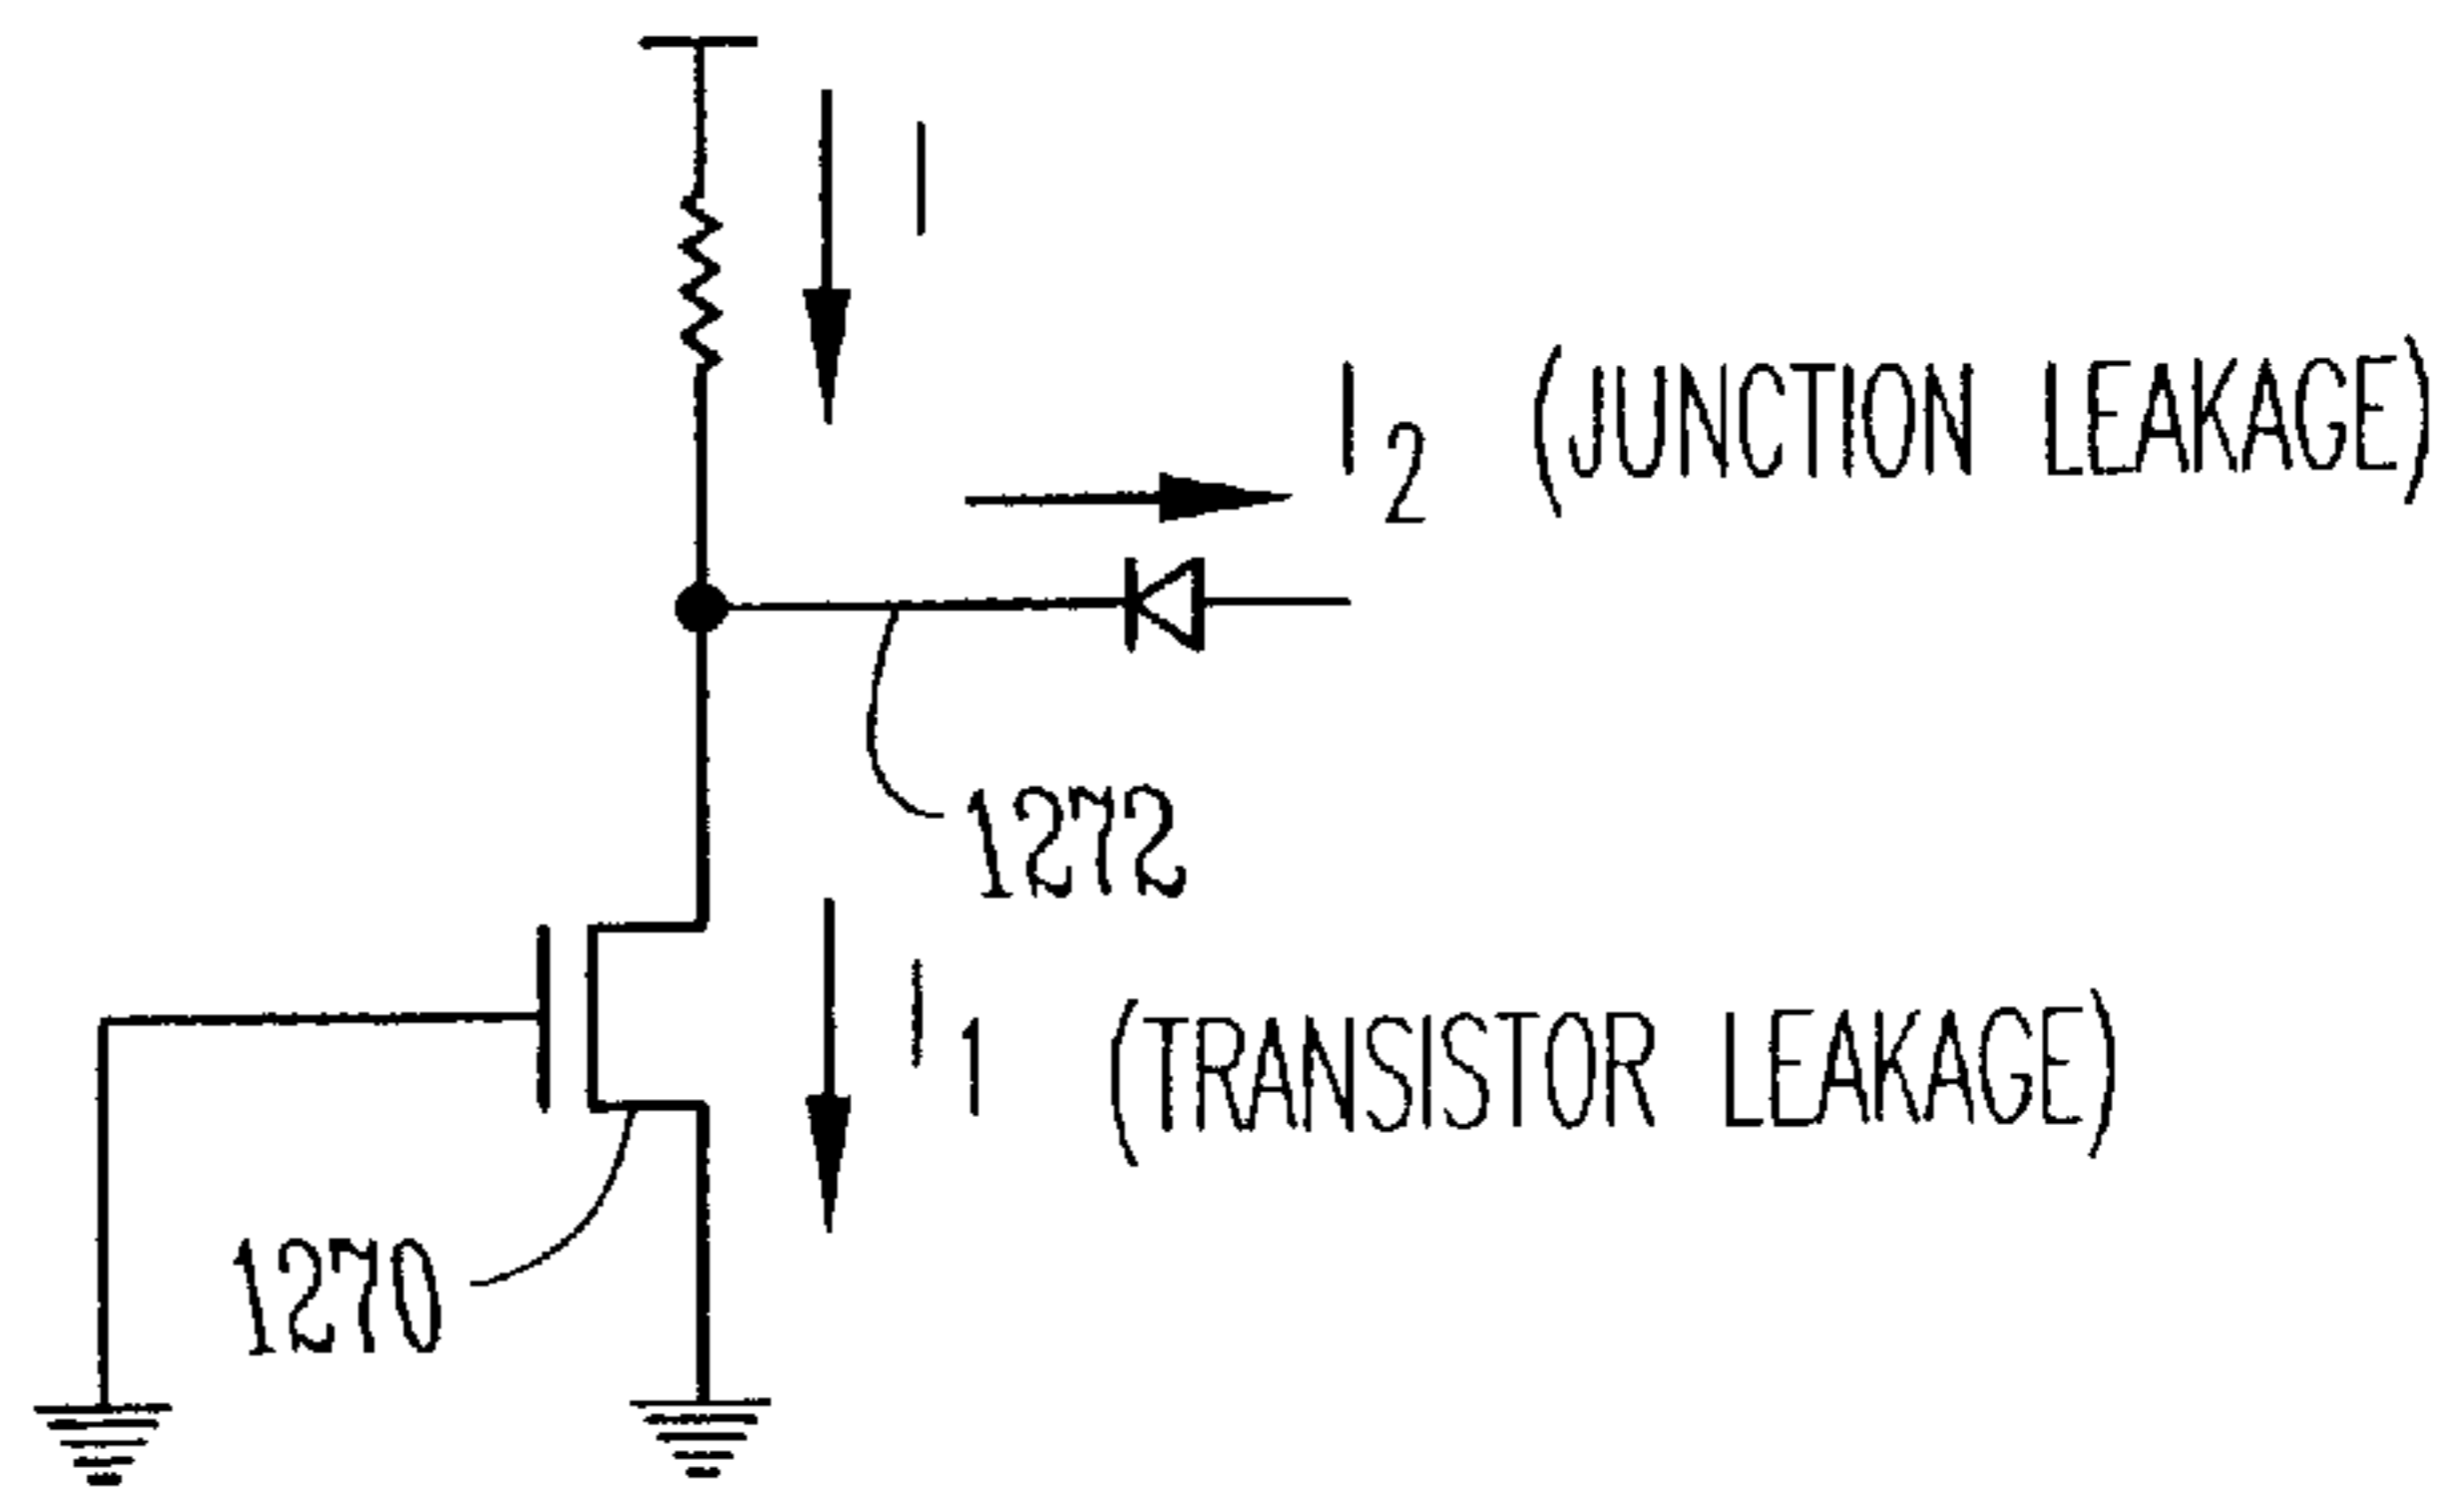 I
I2 (JUNCTION LEAKAGE)
1272
I1 (TRANSISTOR LEAKAGE)
1270